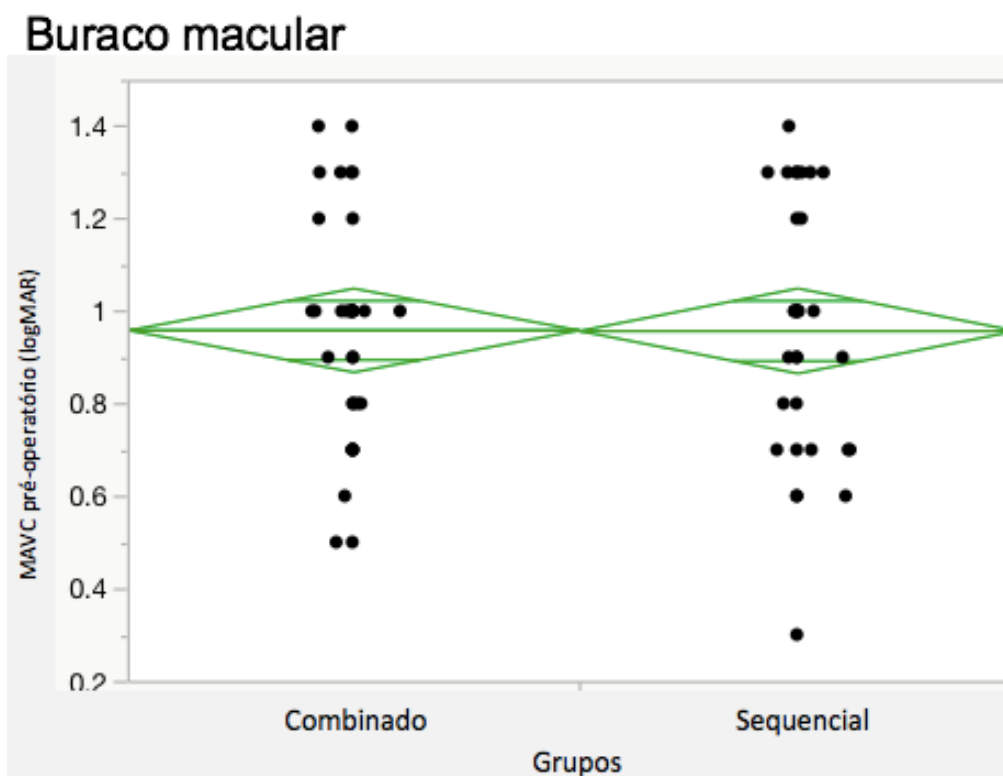 Buraco macular
MAVC pré-operatório (logMAR)
1.4
1.2
1
0.8
0.6
0.4
0.2
Combinado
Sequencial
Grupos